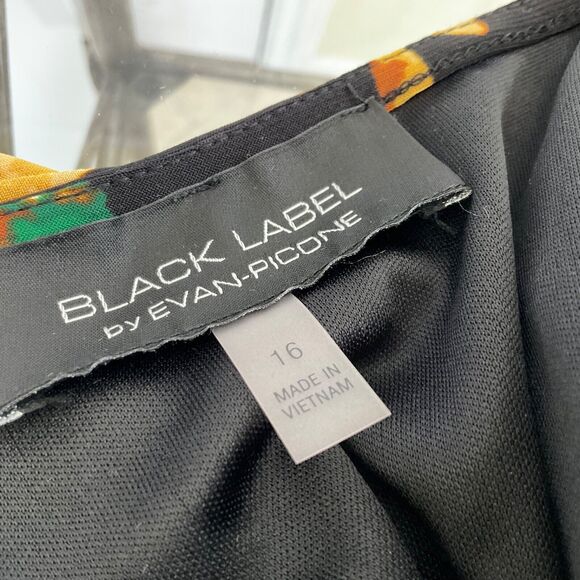 BLACK LABEL
by EVAN-PICONE
16
MADE IN
VIETNAM